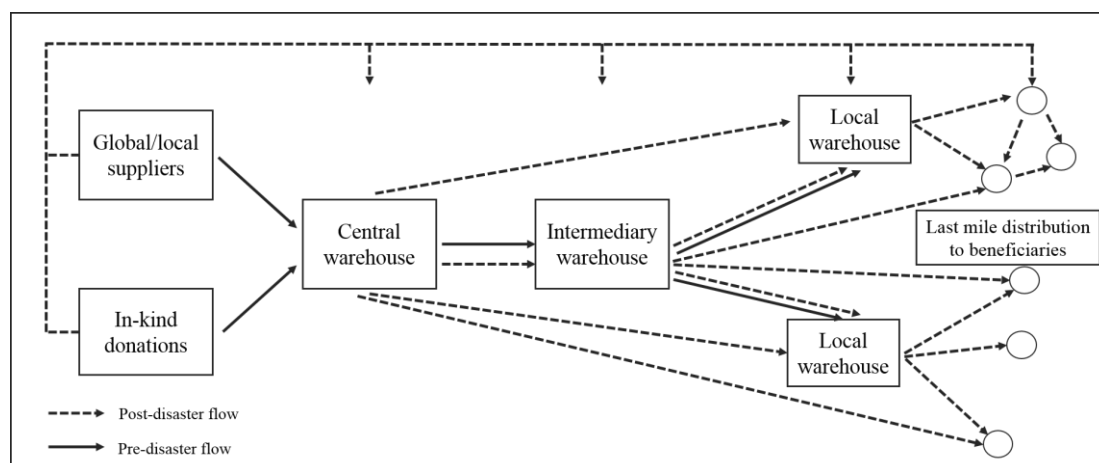 Global/local
suppliers
In-kind
donations
Central
warehouse
Intermediary
warehouse
Local
warehouse
Local
warehouse
Last mile distribution
to beneficiaries
Post-disaster flow
Pre-disaster flow